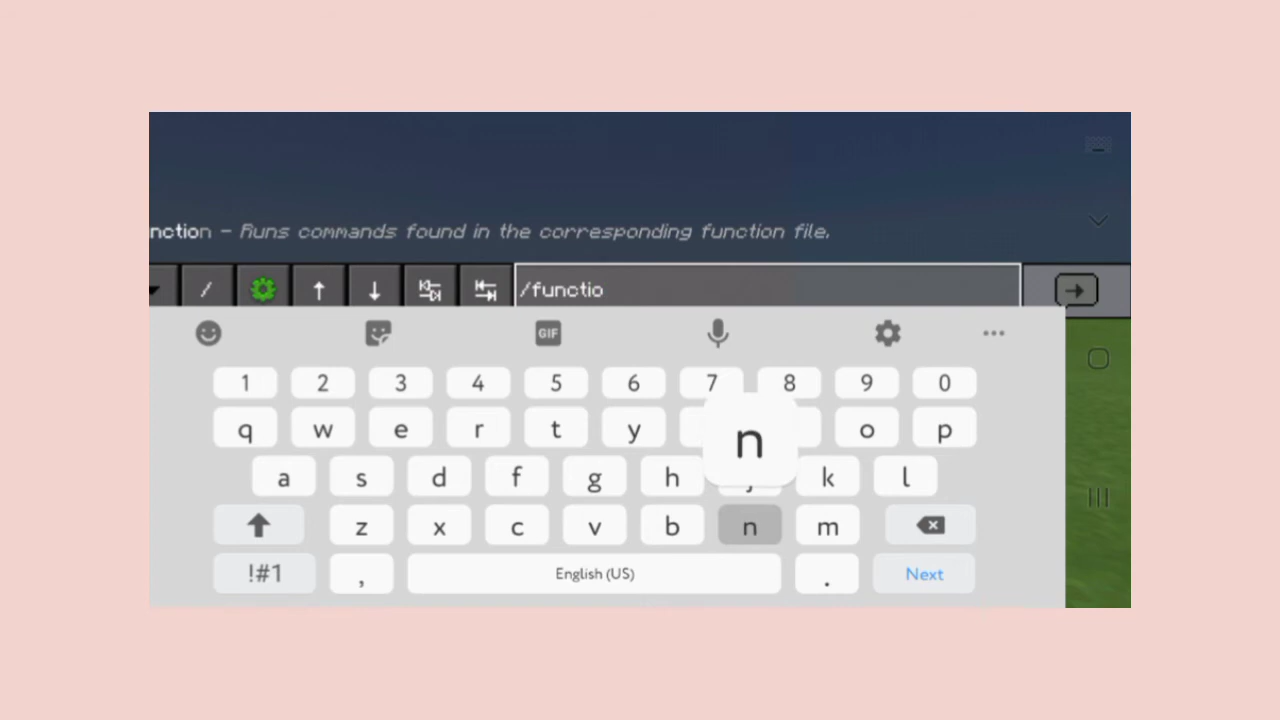 nction - Runs commands found in the corresponding function file.
/ /functio
GIF
1 2 3 4 5 6 7 8 9 0
q w e r t y o p
n
a s d f g h k l
z x c v b n m
!#1 , English (US) . Next